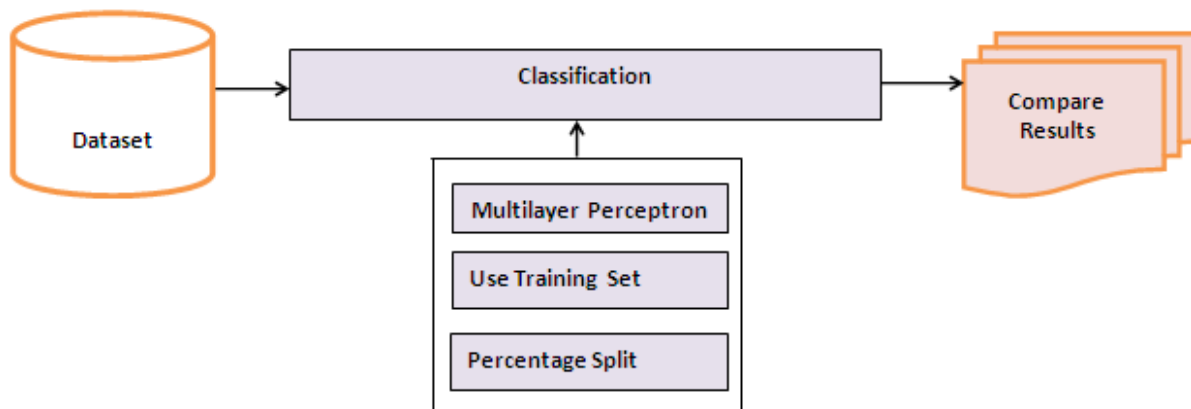 Dataset
Classification
Compare
Results
Multilayer Perceptron
Use Training Set
Percentage Split